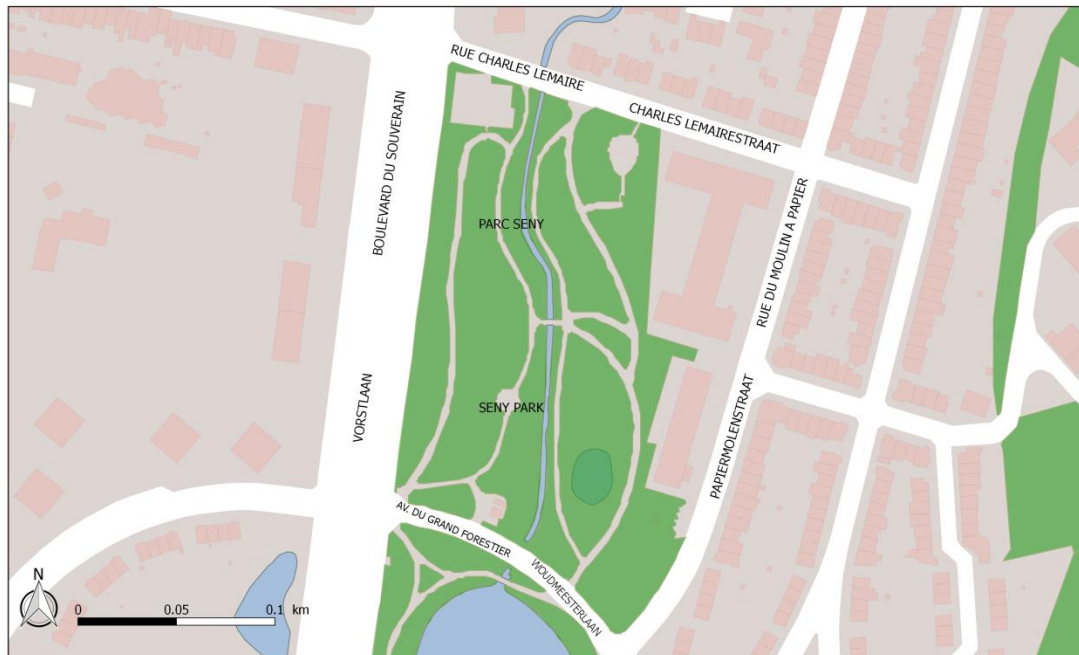 RUE CHARLES LEMAIRE
CHARLES LEMAIRESTRAAT
BOULEVARD DU SOUVERAIN
PARC SENY
RUE DU MOULIN A PAPIER
VORSTLAAN
SENY PARK
PAPIERMOLENSTRAAT
AV. DU GRAND FORESTIER
WOUDMEESTERLAAN
N
0 0.05 0.1 km